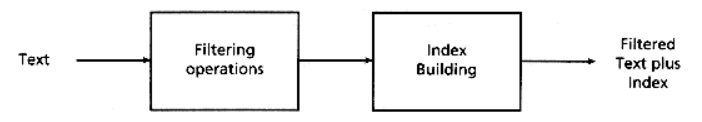 Text
Filtering
operations
Index
Building
Filtered
Text plus
Index